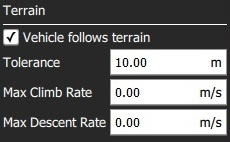 Terrain
Vehicle follows terrain
Tolerance 10.00 m
Max Climb Rate 0.00 m/s
Max Descent Rate 0.00 m/s